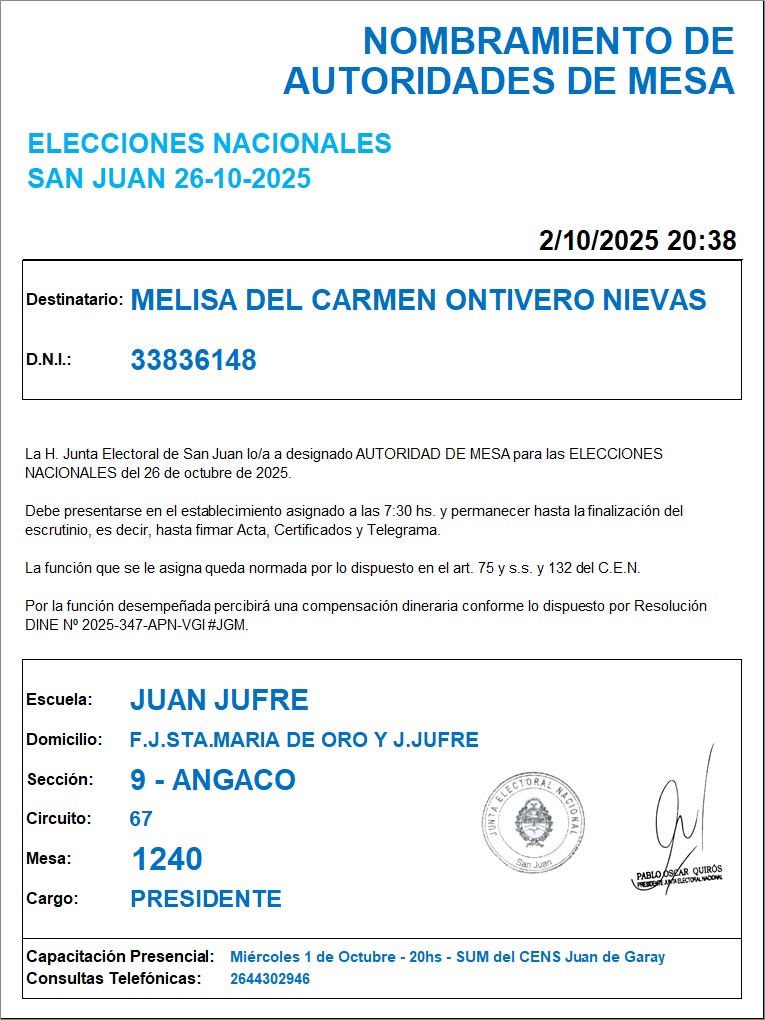 NOMBRAMIENTO DE
AUTORIDADES DE MESA
ELECCIONES NACIONALES
SAN JUAN 26-10-2025
2/10/2025 20:38
Destinatario: MELISA DEL CARMEN ONTIVERO NIEVAS
D.N.I.: 33836148
La H. Junta Electoral de San Juan lo/a a designado AUTORIDAD DE MESA para las ELECCIONES
NACIONALES del 26 de octubre de 2025.
Debe presentarse en el establecimiento asignado a las 7:30 hs. y permanecer hasta la finalización del
escrutinio, es decir, hasta firmar Acta, Certificados y Telegrama.
La función que se le asigna queda normada por lo dispuesto en el art. 75 y s.s. y 132 del C.E.N.
Por la función desempeñada percibirá una compensación dineraria conforme lo dispuesto por Resolución
DINE Nº 2025-347-APN-VGI#JGM.
Escuela: JUAN JUFRE
Domicilio: F.J.STA.MARIA DE ORO Y J.JUFRE
Sección: 9 - ANGACO
Circuito: 67
Mesa: 1240
Cargo: PRESIDENTE
JUNTA ELECTORAL NACIONAL
San Juan
PABLO OSCAR QUIRÓS
PRESIDENTE JUNTA ELECTORAL NACIONAL
Capacitación Presencial: Miércoles 1 de Octubre - 20hs - SUM del CENS Juan de Garay
Consultas Telefónicas: 2644302946